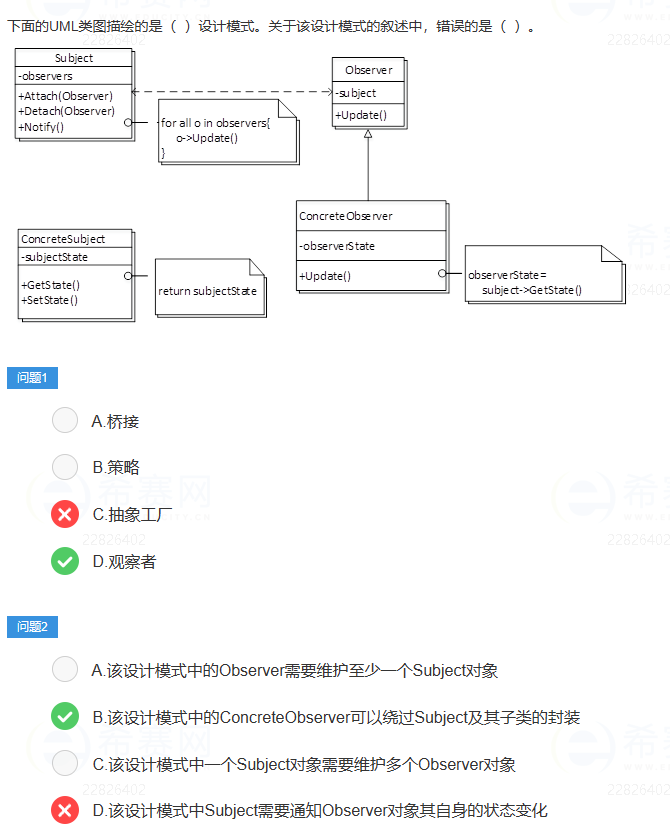 下面的UML类图描绘的是（ ）设计模式。关于该设计模式的叙述中，错误的是（ ）。
Subject
-observers
+Attach(Observer)
+Detach(Observer)
+Notify()
for all o in observers{
o->Update()
}
Observer
-subject
+Update()
ConcreteObserver
-observerState
+Update()
observerState=
subject->GetState()
ConcreteSubject
-subjectState
+GetState()
+SetState()
return subjectState
问题1
A.桥接
B.策略
C.抽象工厂
D.观察者
问题2
A.该设计模式中的Observer需要维护至少一个Subject对象
B.该设计模式中的ConcreteObserver可以绕过Subject及其子类的封装
C.该设计模式中一个Subject对象需要维护多个Observer对象
D.该设计模式中Subject需要通知Observer对象其自身的状态变化
希赛网
22826402
22826402
22826402
22826402
22826402